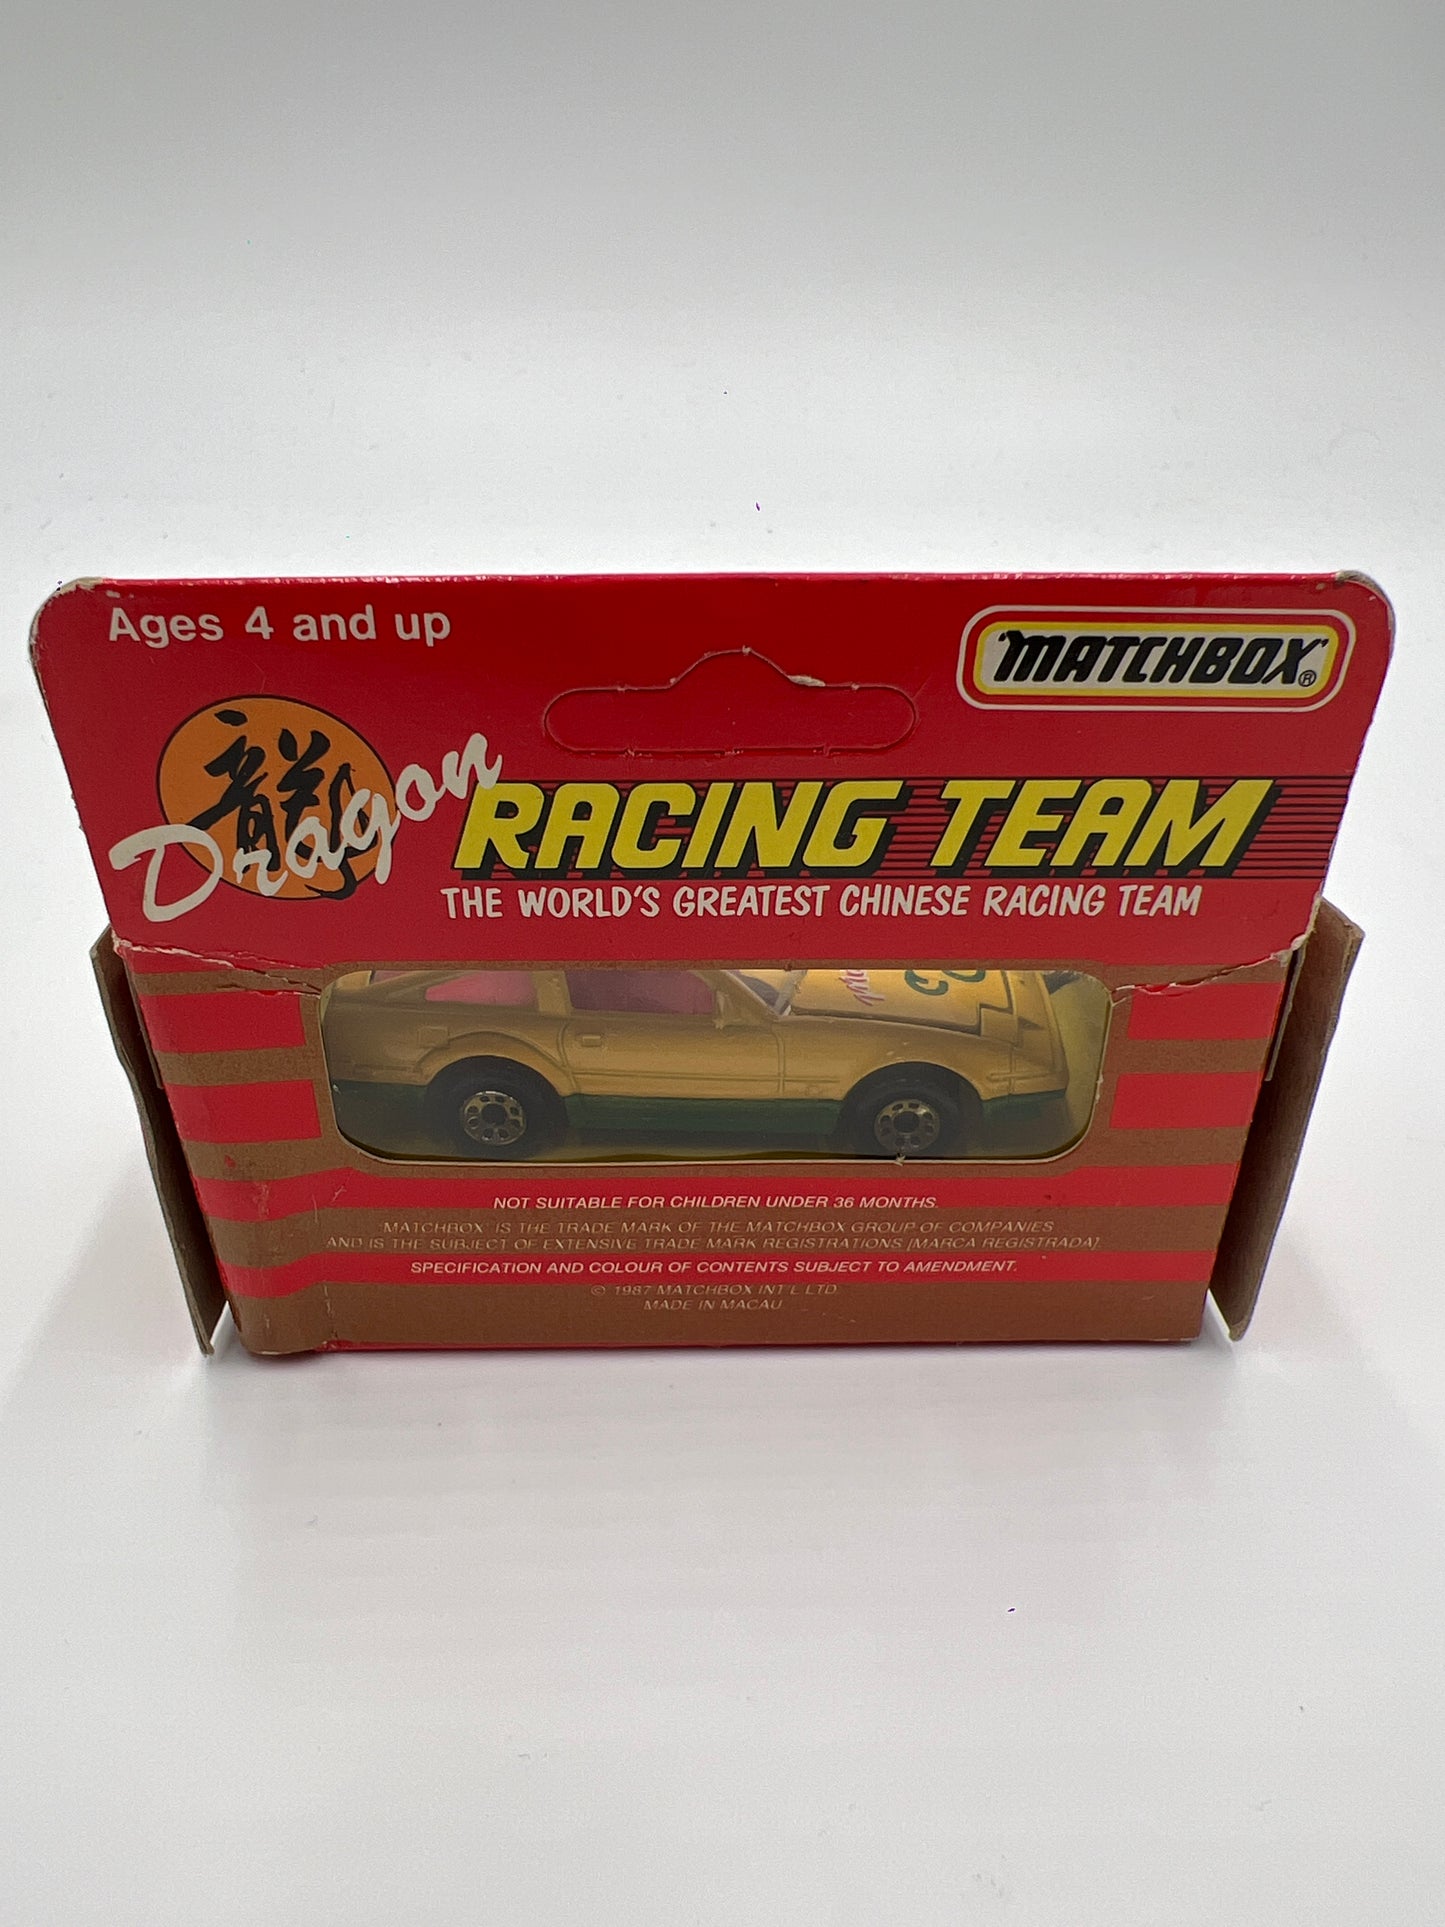 Ages 4 and up
'MATCHBOX'®
龍
Dragon
RACING TEAM
THE WORLD'S GREATEST CHINESE RACING TEAM
NOT SUITABLE FOR CHILDREN UNDER 36 MONTHS.
'MATCHBOX' IS THE TRADE MARK OF THE MATCHBOX GROUP OF COMPANIES
AND IS THE SUBJECT OF EXTENSIVE TRADE MARK REGISTRATIONS [MARCA REGISTRADA].
SPECIFICATION AND COLOUR OF CONTENTS SUBJECT TO AMENDMENT.
© 1987 MATCHBOX INT'L LTD
MADE IN MACAU